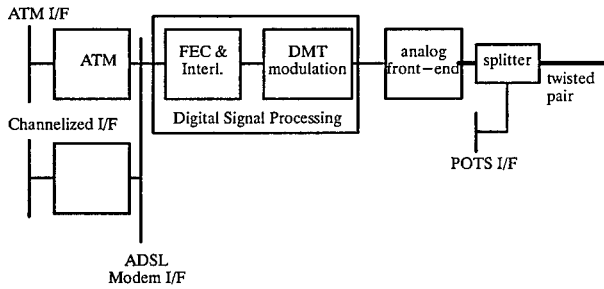 ATM I/F
ATM
FEC &
Interl.
DMT
modulation
analog
front-end
splitter
twisted
pair
Digital Signal Processing
Channelized I/F
POTS I/F
ADSL
Modem I/F